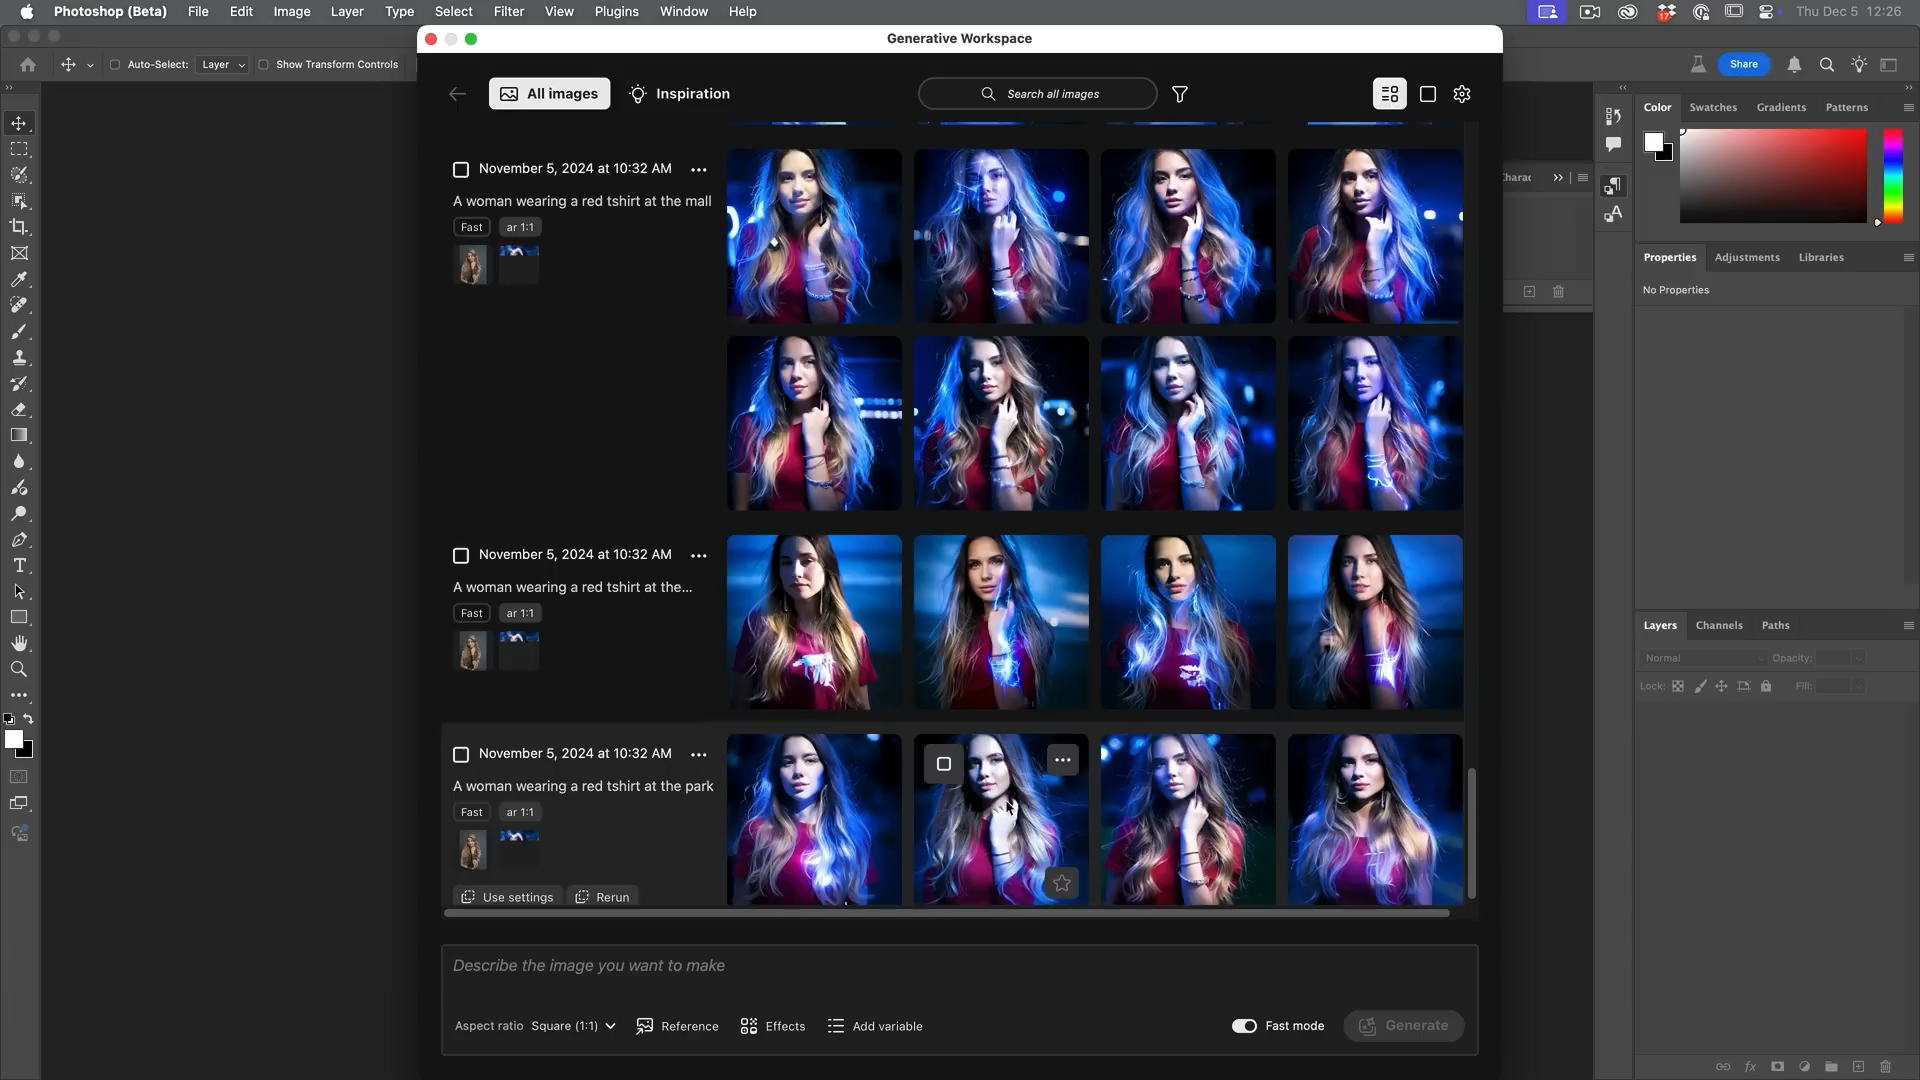 Photoshop (Beta) File Edit Image Layer Type Select Filter View Plugins Window Help
17
Thu Dec 5 12:26
Generative Workspace
Auto-Select: Layer
Show Transform Controls
Share
All images
Inspiration
Search all images
Color Swatches Gradients Patterns
November 5, 2024 at 10:32 AM
A woman wearing a red tshirt at the mall
Fast ar 1:1
Charac
Properties Adjustments Libraries
No Properties
November 5, 2024 at 10:32 AM
A woman wearing a red tshirt at the...
Fast ar 1:1
Layers Channels Paths
Normal Opacity:
Lock: Fill:
November 5, 2024 at 10:32 AM
A woman wearing a red tshirt at the park
Fast ar 1:1
Use settings Rerun
Describe the image you want to make
Aspect ratio Square (1:1) Reference Effects Add variable Fast mode Generate
fx